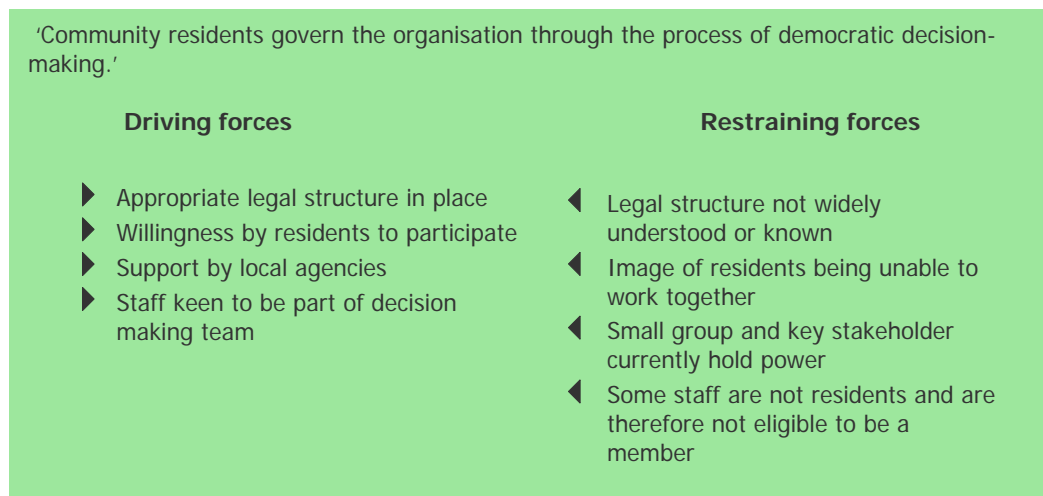 ‘Community residents govern the organisation through the process of democratic decision-
making.’
Driving forces
Appropriate legal structure in place
Willingness by residents to participate
Support by local agencies
Staff keen to be part of decision
making team
Restraining forces
Legal structure not widely
understood or known
Image of residents being unable to
work together
Small group and key stakeholder
currently hold power
Some staff are not residents and are
therefore not eligible to be a
member